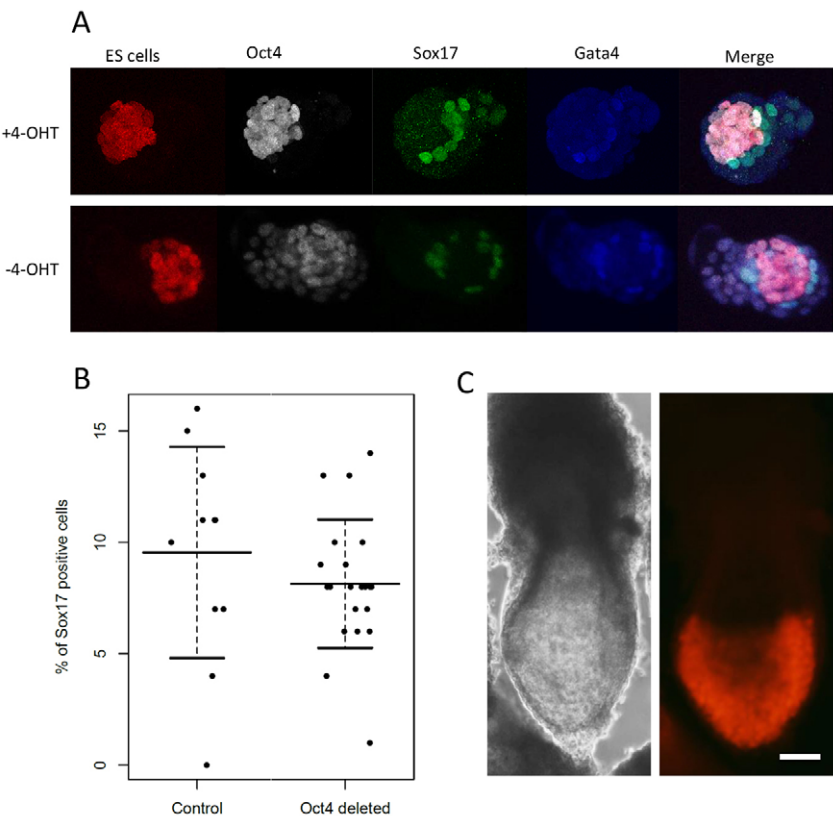 A
ES cells Oct4 Sox17 Gata4 Merge
+4-OHT
-4-OHT
B
C
% of Sox17 positive cells
15
10
5
0
Control Oct4 deleted